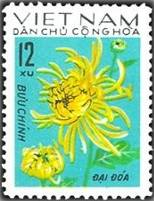 VIETNAM
DÂN CHỦ CỘNG HÒA
12
XU
BƯU CHÍNH
ĐẠI ĐÓA